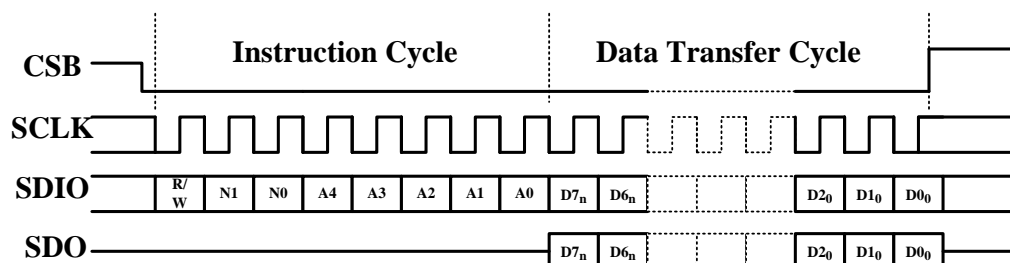 Instruction Cycle Data Transfer Cycle
CSB
SCLK
SDIO R/W N1 N0 A4 A3 A2 A1 A0 D7n D6n D20 D10 D00
SDO D7n D6n D20 D10 D00